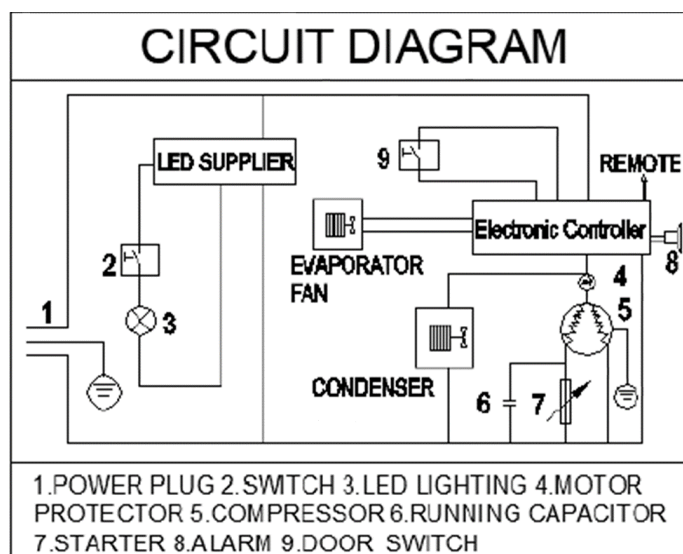 CIRCUIT DIAGRAM
LED SUPPLIER
9
REMOTE
Electronic Controller
8
2
EVAPORATOR
FAN
4
1
3
5
CONDENSER
6
7
1.POWER PLUG 2.SWITCH 3.LED LIGHTING 4.MOTOR
PROTECTOR 5.COMPRESSOR 6.RUNNING CAPACITOR
7.STARTER 8.ALARM 9.DOOR SWITCH